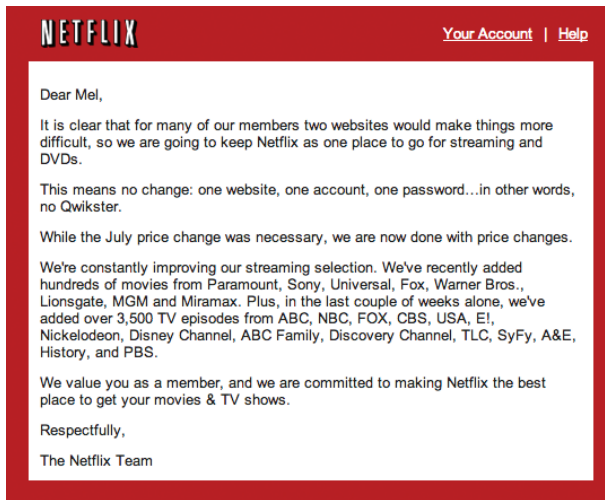 NETFLIX
Your Account | Help
Dear Mel,
It is clear that for many of our members two websites would make things more
difficult, so we are going to keep Netflix as one place to go for streaming and
DVDs.
This means no change: one website, one account, one password…in other words,
no Qwikster.
While the July price change was necessary, we are now done with price changes.
We're constantly improving our streaming selection. We've recently added
hundreds of movies from Paramount, Sony, Universal, Fox, Warner Bros.,
Lionsgate, MGM and Miramax. Plus, in the last couple of weeks alone, we've
added over 3,500 TV episodes from ABC, NBC, FOX, CBS, USA, E!,
Nickelodeon, Disney Channel, ABC Family, Discovery Channel, TLC, SyFy, A&E,
History, and PBS.
We value you as a member, and we are committed to making Netflix the best
place to get your movies & TV shows.
Respectfully,
The Netflix Team